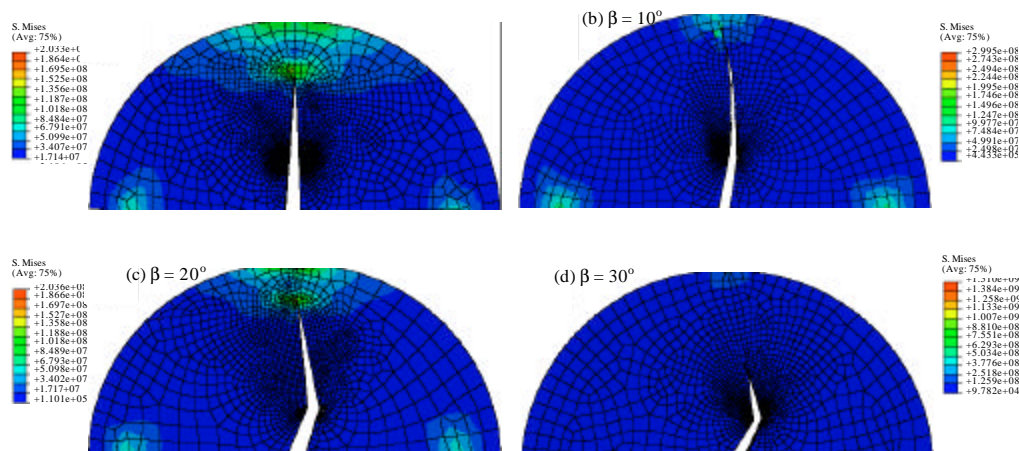 S. Mises
(Avg: 75%)
+1.864e+
+1.695e+08
+1.525e+08
+1.356e+08
+1.187e+08
+1.018e+08
+8.484e+07
+6.791e+07
+5.099e+07
+3.407e+07
+1.714e+07
(b) β = 10°
S. Mises
(Avg: 75%)
+2.995e+08
+2.743e+08
+2.494e+08
+2.244e+08
+1.995e+08
+1.746e+08
+1.496e+08
+1.247e+08
+9.977e+07
+7.484e+07
+4.991e+07
+2.498e+07
+4.433e+05
S. Mises
(Avg: 75%)
+1.697e+08
+1.527e+08
+1.358e+08
+1.188e+08
+1.018e+08
+8.489e+07
+6.793e+07
+5.098e+07
+3.402e+07
+1.717e+07
+1.101e+05
(c) β = 20°
(d) β = 30°
S. Mises
(Avg: 75%)
+1.384e+09
+1.258e+09
+1.133e+09
+1.007e+09
+8.810e+08
+7.551e+08
+6.293e+08
+5.034e+08
+3.776e+08
+2.518e+08
+1.259e+08
+9.782e+04